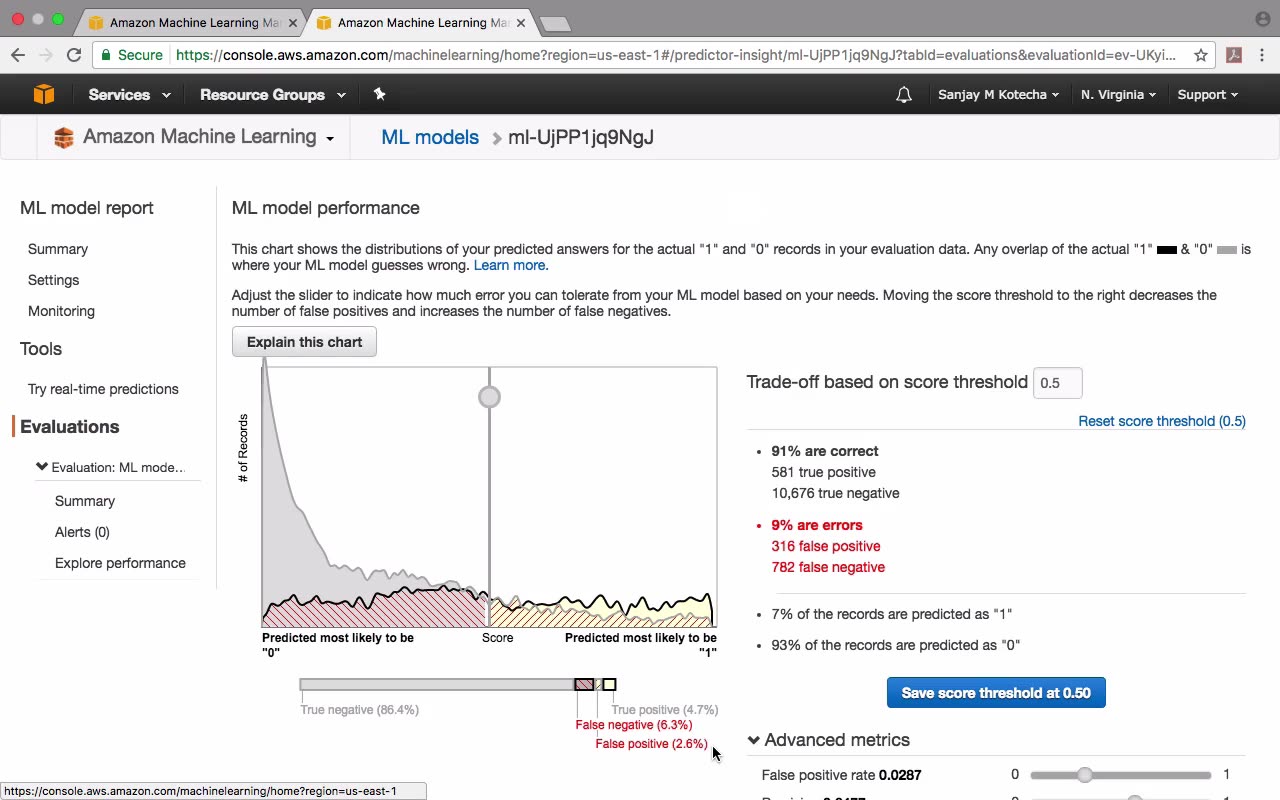 Amazon Machine Learning Ma
Amazon Machine Learning Ma
Secure
https://console.aws.amazon.com/machinelearning/home?region=us-east-1#/predictor-insight/ml-UjPP1jq9NgJ?tabId=evaluations&evaluationId=ev-UKyi...
Services
Resource Groups
Sanjay M Kotecha
N. Virginia
Support
Amazon Machine Learning
ML models
ml-UjPP1jq9NgJ
ML model report
Summary
Settings
Monitoring
Tools
Try real-time predictions
Evaluations
Evaluation: ML mode...
Summary
Alerts (0)
Explore performance
ML model performance
This chart shows the distributions of your predicted answers for the actual "1" and "0" records in your evaluation data. Any overlap of the actual "1" & "0" is
where your ML model guesses wrong. Learn more.
Adjust the slider to indicate how much error you can tolerate from your ML model based on your needs. Moving the score threshold to the right decreases the
number of false positives and increases the number of false negatives.
Explain this chart
# of Records
Predicted most likely to be
"0"
Score
Predicted most likely to be
"1"
True negative (86.4%)
True positive (4.7%)
False negative (6.3%)
False positive (2.6%)
Trade-off based on score threshold 0.5
Reset score threshold (0.5)
• 91% are correct
581 true positive
10,676 true negative
• 9% are errors
316 false positive
782 false negative
• 7% of the records are predicted as "1"
• 93% of the records are predicted as "0"
Save score threshold at 0.50
Advanced metrics
False positive rate 0.0287
0
1
https://console.aws.amazon.com/machinelearning/home?region=us-east-1